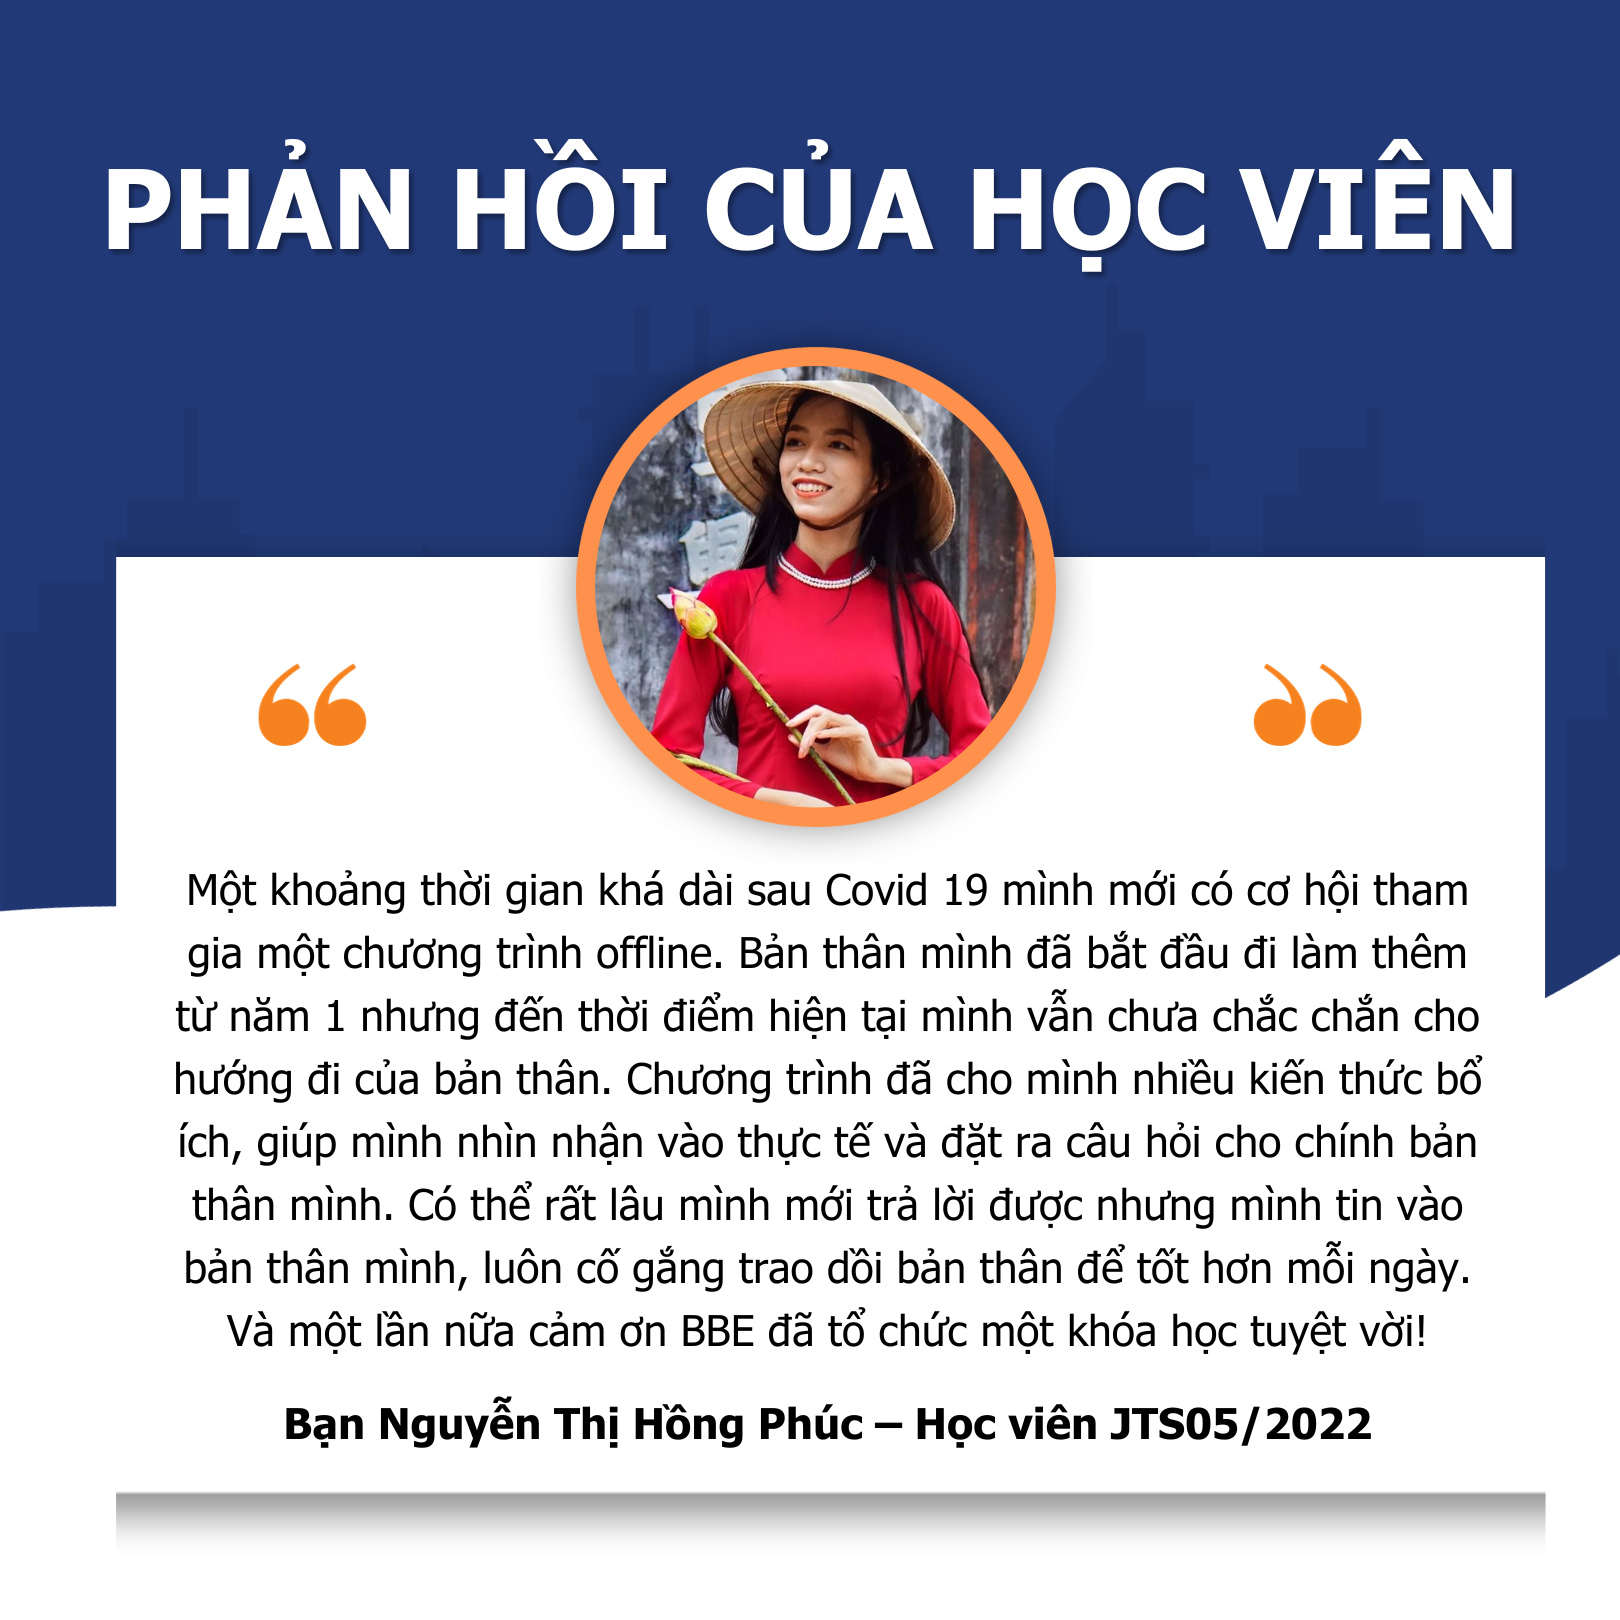 PHẢN HỒI CỦA HỌC VIÊN
Một khoảng thời gian khá dài sau Covid 19 mình mới có cơ hội tham
gia một chương trình offline. Bản thân mình đã bắt đầu đi làm thêm
từ năm 1 nhưng đến thời điểm hiện tại mình vẫn chưa chắc chắn cho
hướng đi của bản thân. Chương trình đã cho mình nhiều kiến thức bổ
ích, giúp mình nhìn nhận vào thực tế và đặt ra câu hỏi cho chính bản
thân mình. Có thể rất lâu mình mới trả lời được nhưng mình tin vào
bản thân mình, luôn cố gắng trao dồi bản thân để tốt hơn mỗi ngày.
Và một lần nữa cảm ơn BBE đã tổ chức một khóa học tuyệt vời!
Bạn Nguyễn Thị Hồng Phúc – Học viên JTS05/2022